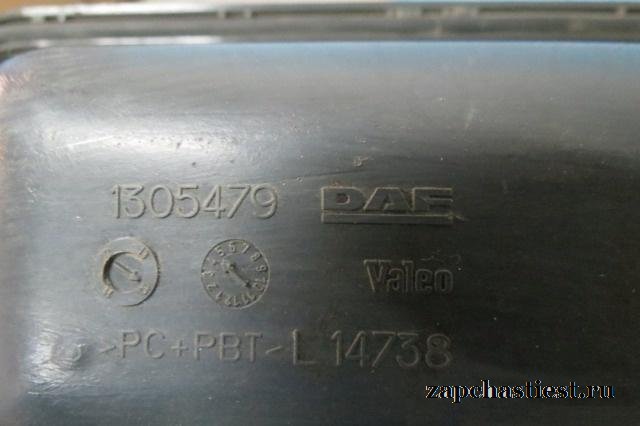 1305479 DAF
Valeo
>PC+PBT< L 14738
zapchastiest.ru